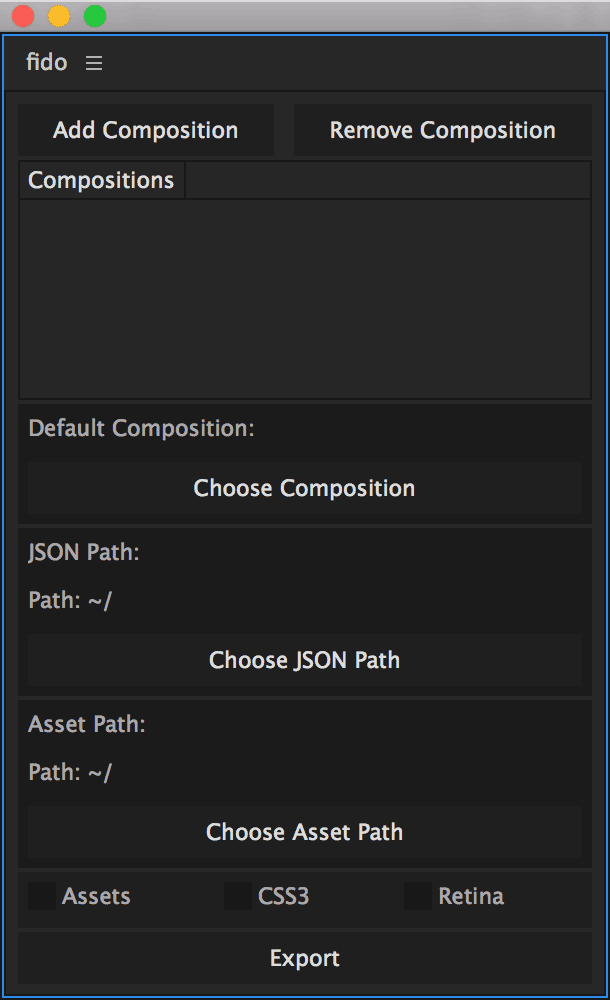 fido
Add Composition Remove Composition
Compositions
Default Composition:
Choose Composition
JSON Path:
Path: ~/
Choose JSON Path
Asset Path:
Path: ~/
Choose Asset Path
Assets CSS3 Retina
Export